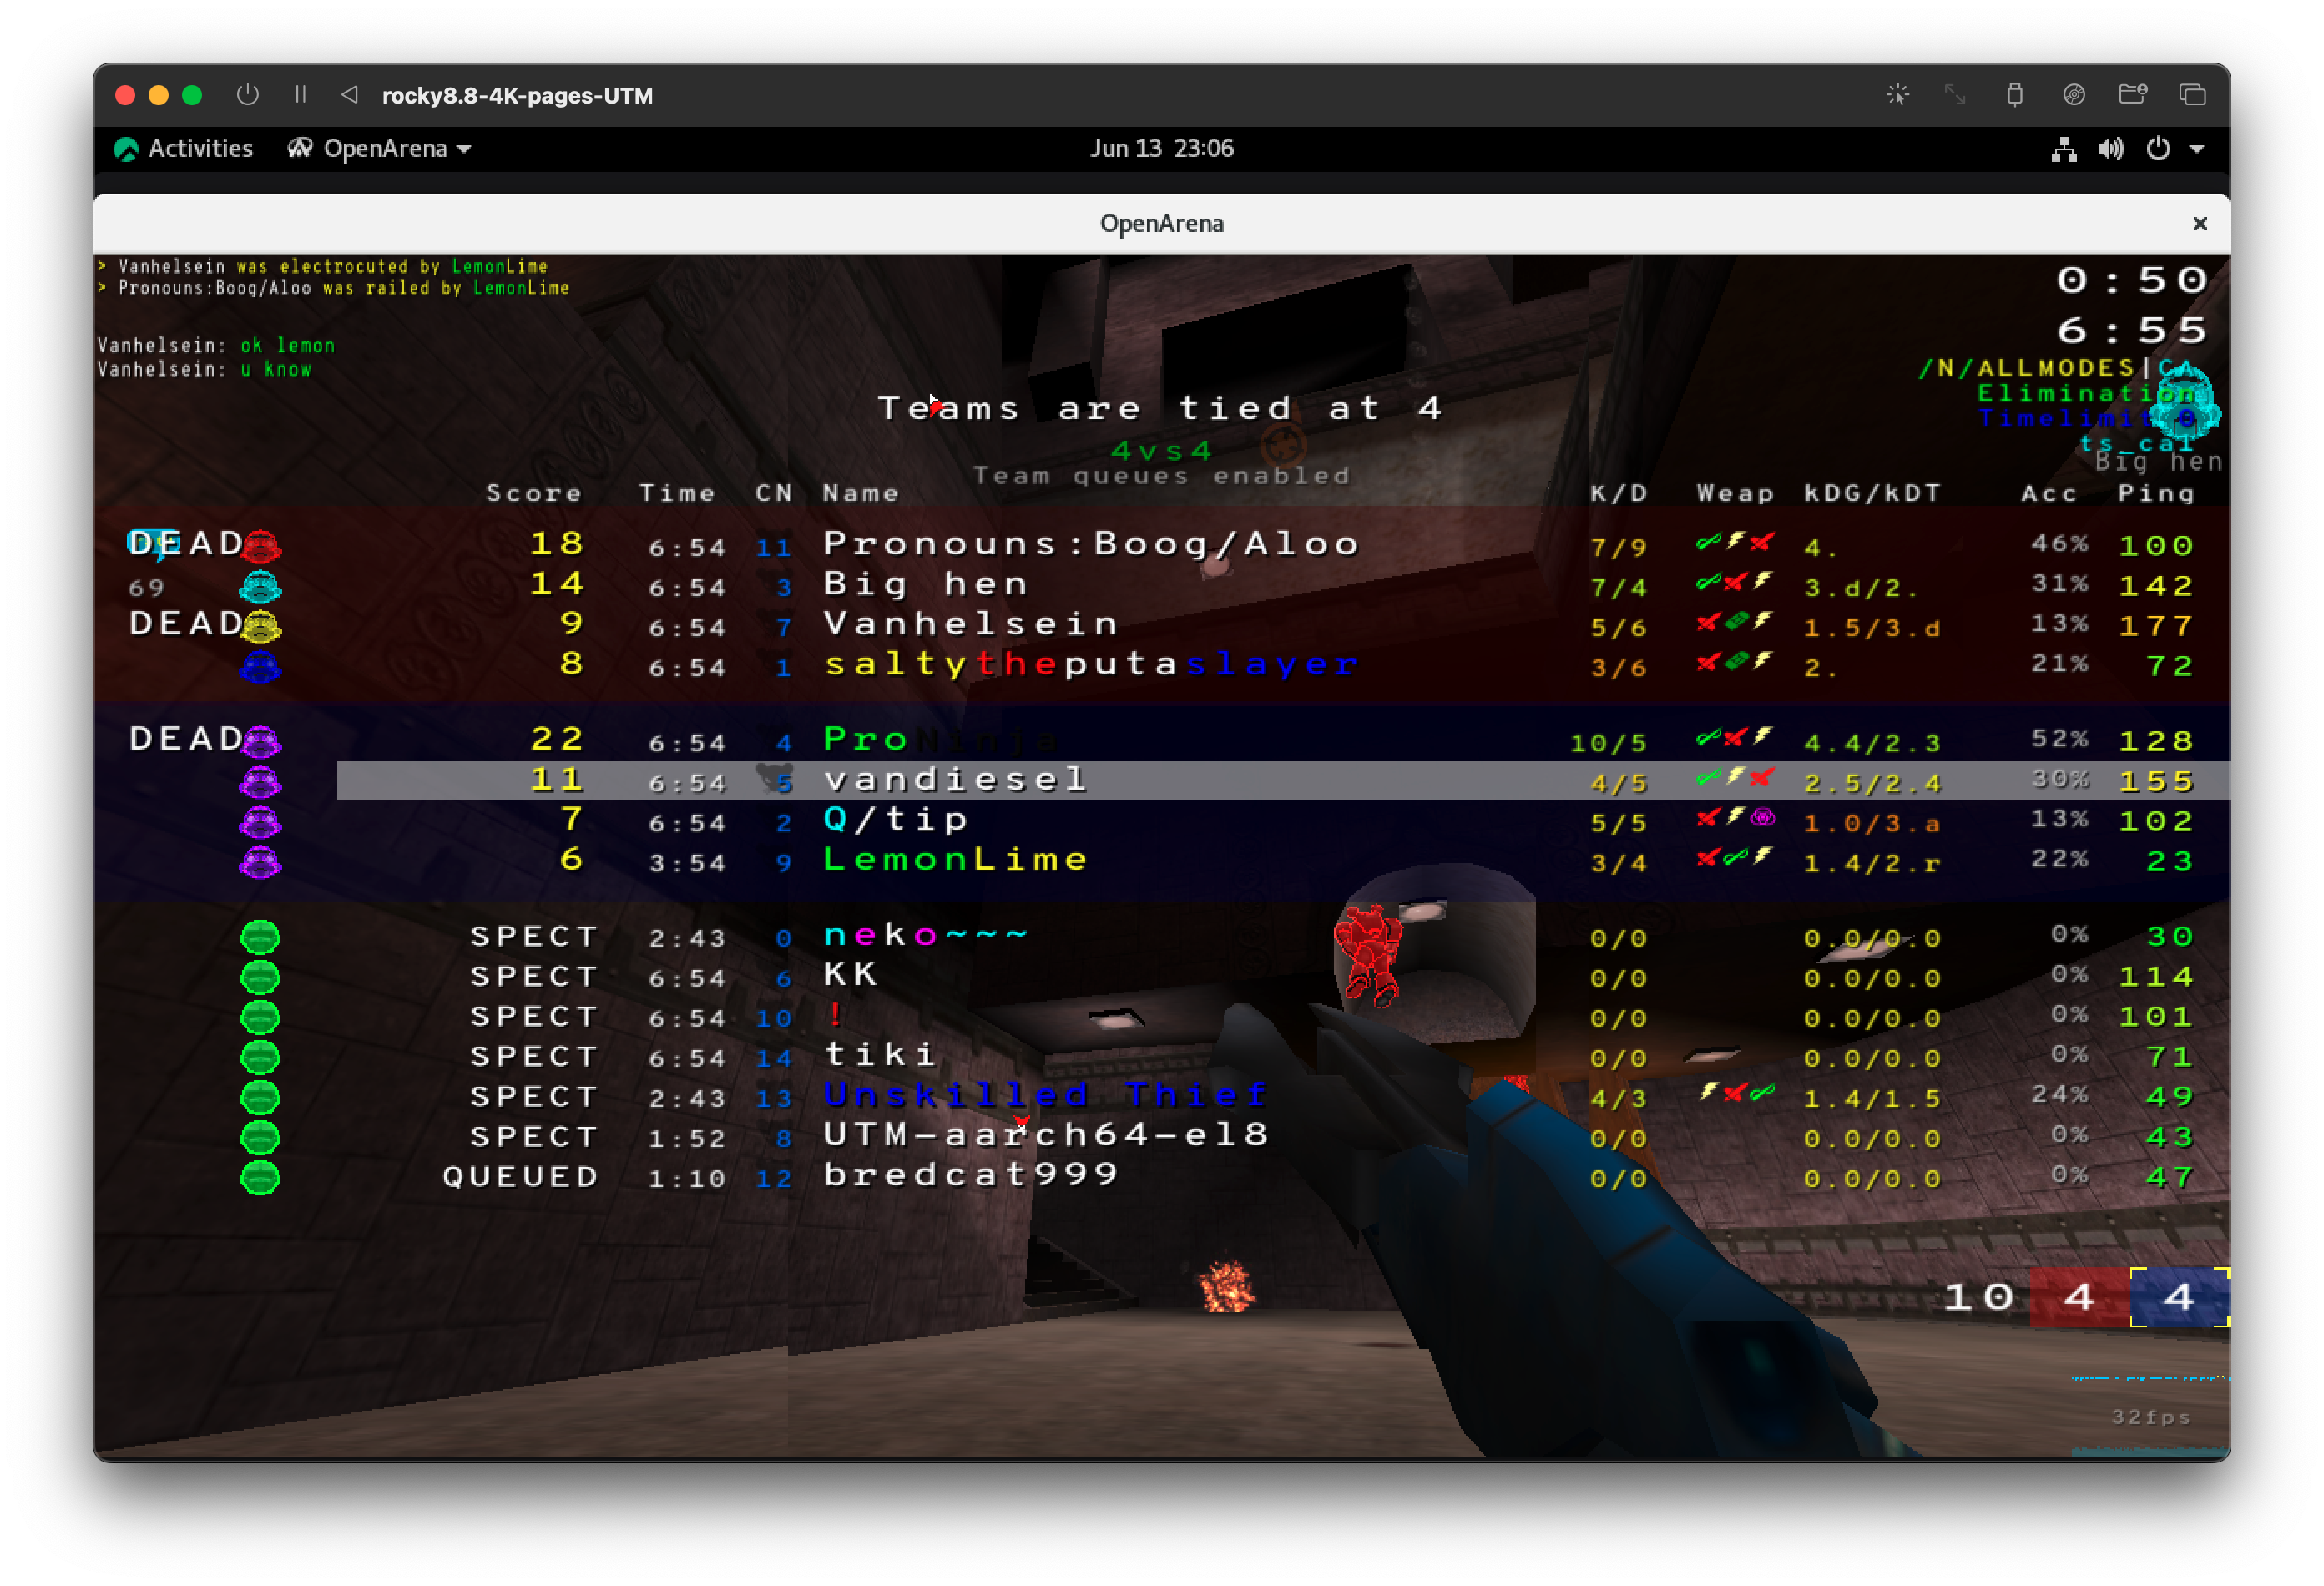 rocky8.8-4K-pages-UTM
Activities OpenArena Jun 13 23:06
OpenArena
> Vanhelsein was electrocuted by LemonLime
> Pronouns:Boog/Aloo was railed by LemonLime
0:50
6:55
Vanhelsein: ok lemon
Vanhelsein: u know
/N/ALLMODES|CA
Elimination
Timelimit 0
ts_ca1
Big hen
Teams are tied at 4
4vs4
Team queues enabled
Score Time CN Name K/D Weap kDG/kDT Acc Ping
DEAD 18 6:54 11 Pronouns:Boog/Aloo 7/9 4. 46% 100
69 14 6:54 3 Big hen 7/4 3.d/2. 31% 142
DEAD 9 6:54 7 Vanhelsein 5/6 1.5/3.d 13% 177
8 6:54 1 saltytheputaslayer 3/6 2. 21% 72
DEAD 22 6:54 4 ProNinja 10/5 4.4/2.3 52% 128
11 6:54 5 vandiesel 4/5 2.5/2.4 30% 155
7 6:54 2 Q/tip 5/5 1.0/3.a 13% 102
6 3:54 9 LemonLime 3/4 1.4/2.r 22% 23
SPECT 2:43 0 neko~~~ 0/0 0.0/0.0 0% 30
SPECT 6:54 6 KK 0/0 0.0/0.0 0% 114
SPECT 6:54 10 ! 0/0 0.0/0.0 0% 101
SPECT 6:54 14 tiki 0/0 0.0/0.0 0% 71
SPECT 2:43 13 Unskilled Thief 4/3 1.4/1.5 24% 49
SPECT 1:52 8 UTM-aarch64-el8 0/0 0.0/0.0 0% 43
QUEUED 1:10 12 bredcat999 0/0 0.0/0.0 0% 47
10 4 4
32fps